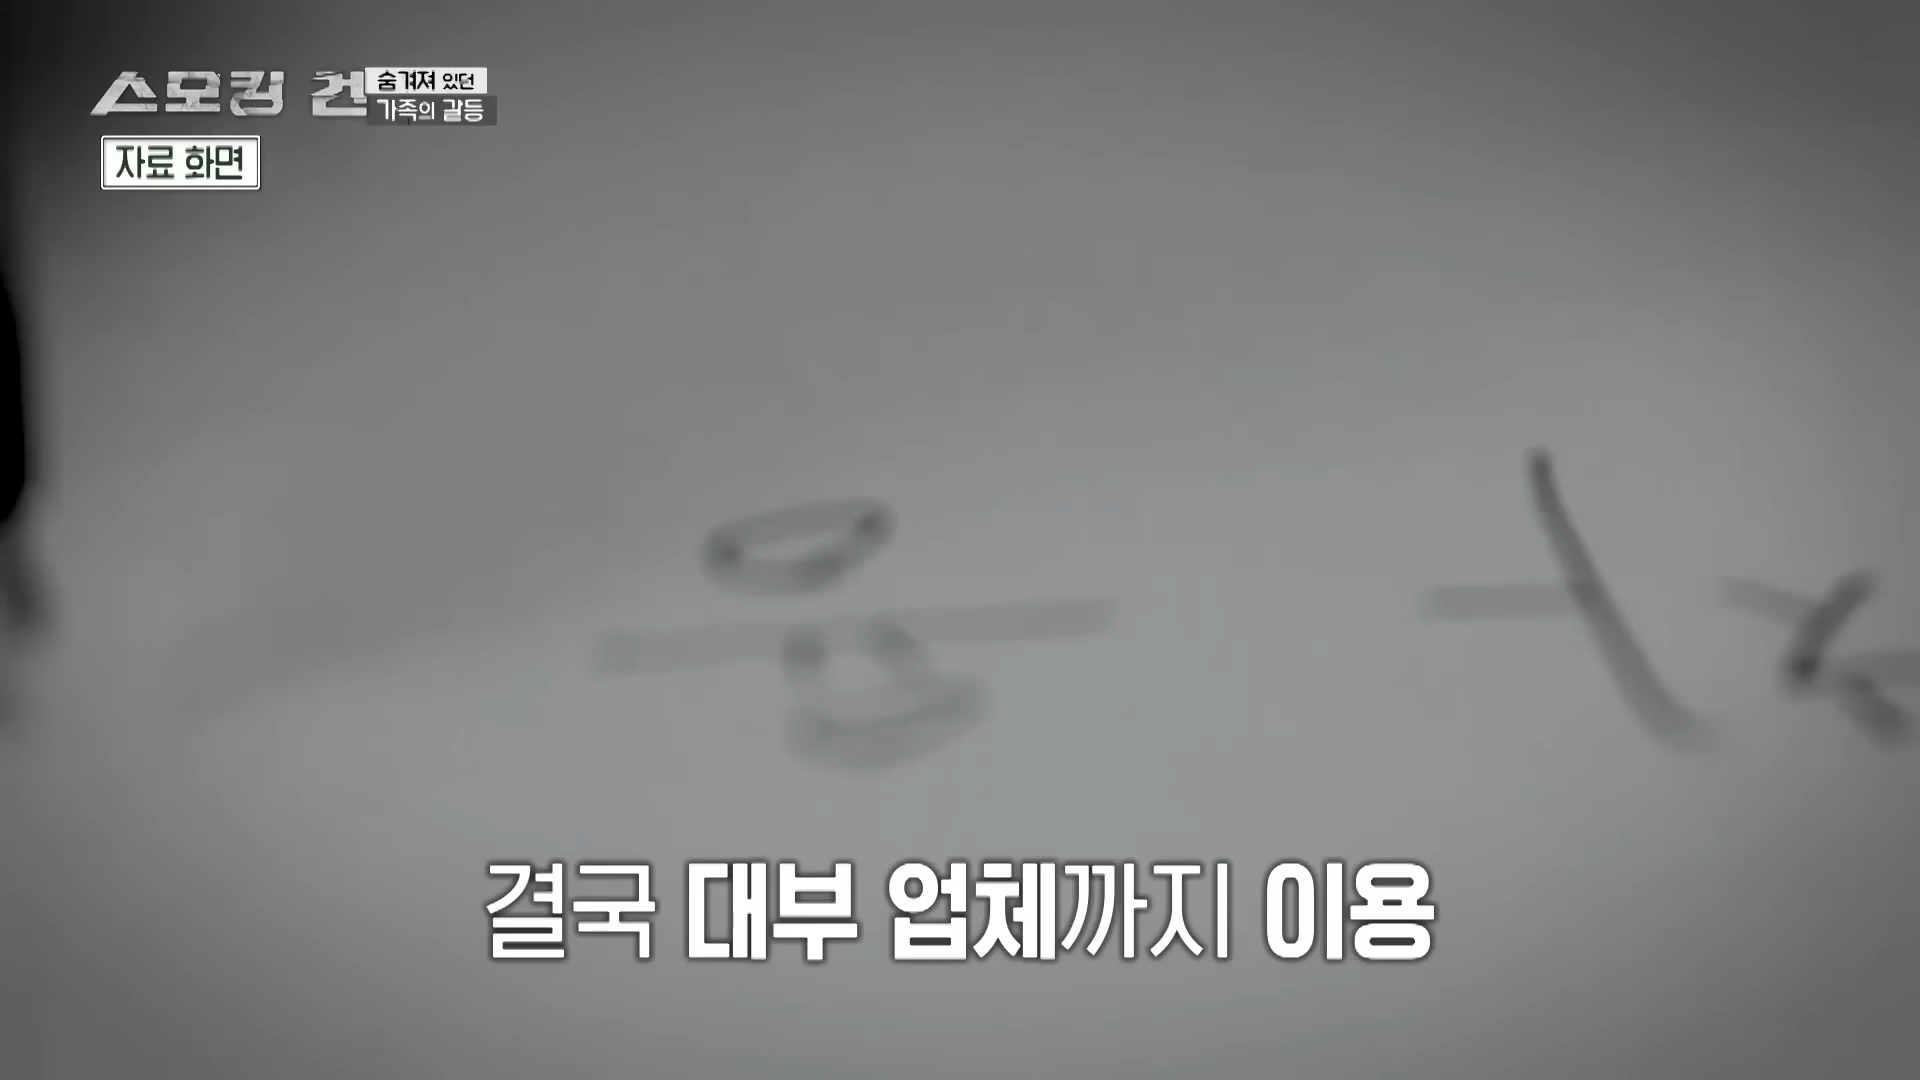 스모킹 건
숨겨져 있던
가족의 갈등
자료 화면
결국 대부 업체까지 이용